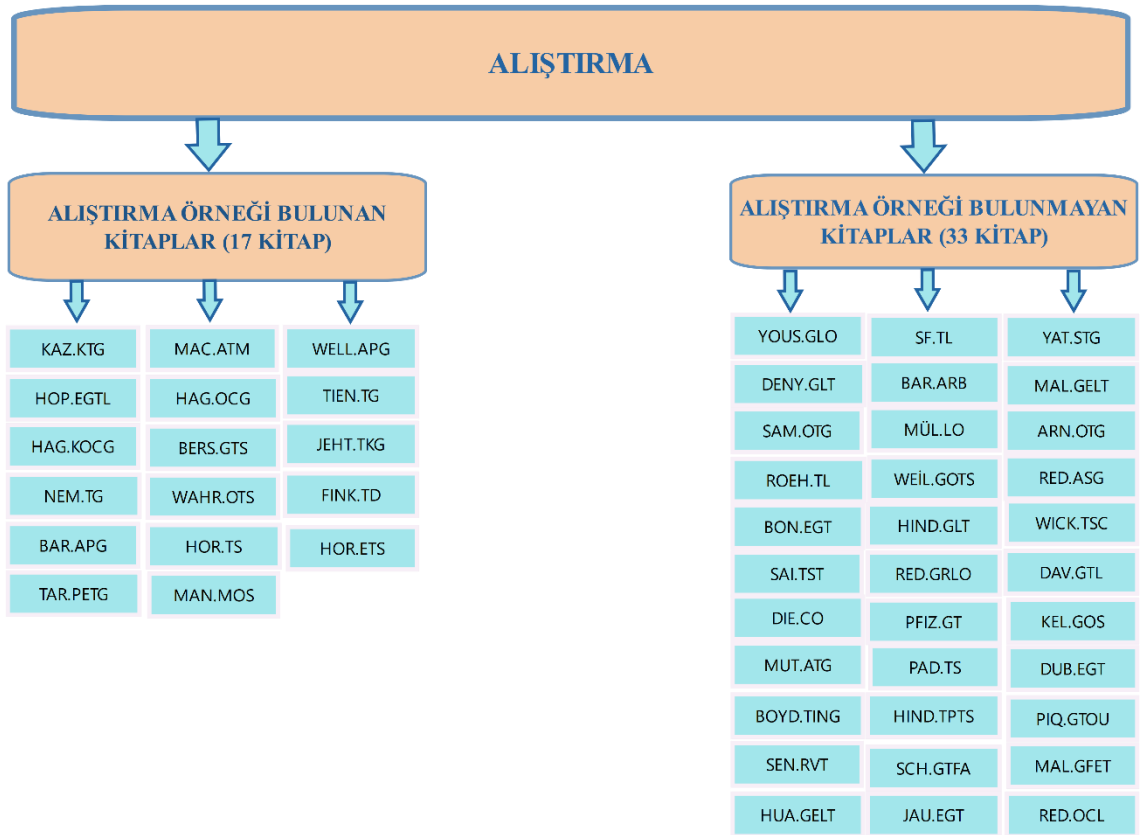 ALIŞTIRMA
ALIŞTIRMA ÖRNEĞİ BULUNAN
KİTAPLAR (17 KİTAP)
KAZ.KTG
HOP.EGTL
HAG.KOCG
NEM.TG
BAR.APG
TAR.PETG
MAC.ATM
HAG.OCG
BERS.GTS
WAHR.OTS
HOR.TS
MAN.MOS
WELL.APG
TIEN.TG
JEHT.TKG
FINK.TD
HOR.ETS
ALIŞTIRMA ÖRNEĞİ BULUNMAYAN
KİTAPLAR (33 KİTAP)
YOUS.GLO
DENY.GLT
SAM.OTG
ROEH.TL
BON.EGT
SAI.TST
DIE.CO
MUT.ATG
BOYD.TING
SEN.RVT
HUA.GELT
SF.TL
BAR.ARB
MÜL.LO
WEİL.GOTS
HIND.GLT
RED.GRLO
PFIZ.GT
PAD.TS
HIND.TPTS
SCH.GTFA
JAU.EGT
YAT.STG
MAL.GELT
ARN.OTG
RED.ASG
WICK.TSC
DAV.GTL
KEL.GOS
DUB.EGT
PIQ.GTOU
MAL.GFET
RED.OCL